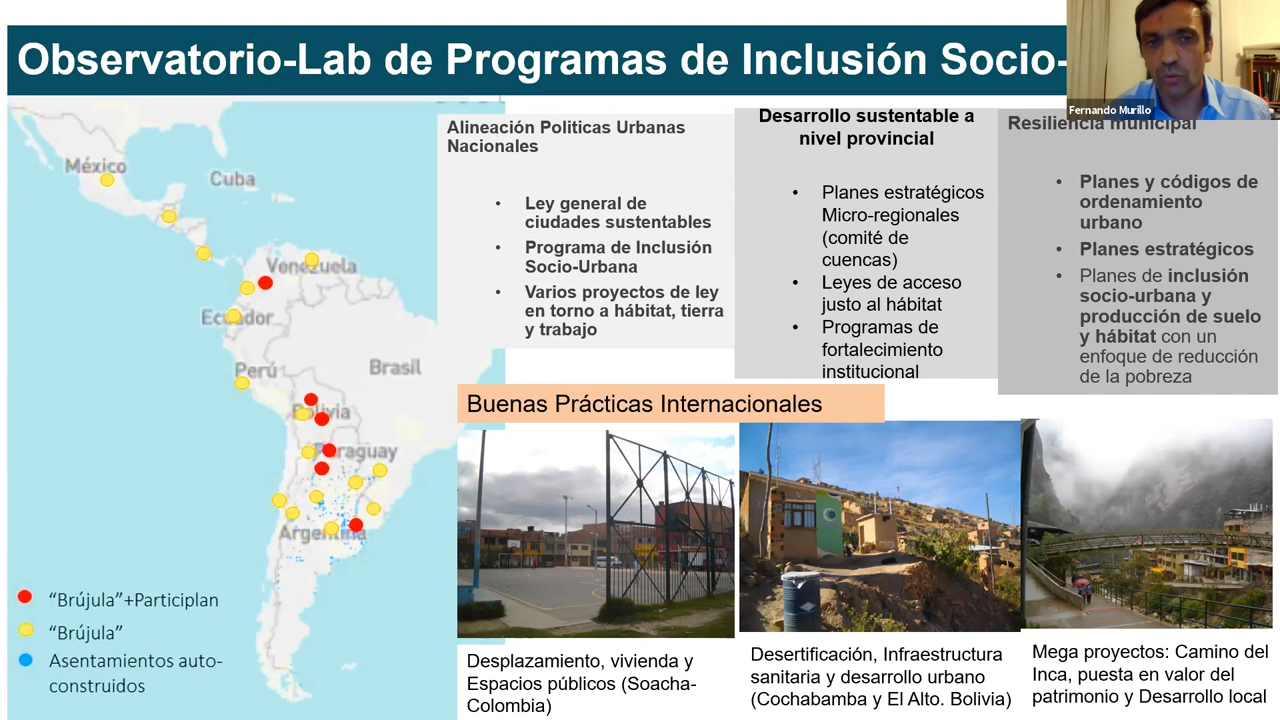 Observatorio-Lab de Programas de Inclusión Socio-
Fernando Murillo
México
Cuba
Venezuela
Ecuador
Perú
Brasil
Bolivia
Paraguay
Argentina
“Brújula”+Participlan
“Brújula”
Asentamientos auto-
construidos
Alineación Politicas Urbanas
Nacionales
• Ley general de
ciudades sustentables
• Programa de Inclusión
Socio-Urbana
• Varios proyectos de ley
en torno a hábitat, tierra
y trabajo
Desarrollo sustentable a
nivel provincial
• Planes estratégicos
Micro-regionales
(comité de
cuencas)
• Leyes de acceso
justo al hábitat
• Programas de
fortalecimiento
institucional
Resiliencia municipal
• Planes y códigos de
ordenamiento
urbano
• Planes estratégicos
• Planes de inclusión
socio-urbana y
producción de suelo
y hábitat con un
enfoque de reducción
de la pobreza
Buenas Prácticas Internacionales
Desplazamiento, vivienda y
Espacios públicos (Soacha-
Colombia)
Desertificación, Infraestructura
sanitaria y desarrollo urbano
(Cochabamba y El Alto. Bolivia)
Mega proyectos: Camino del
Inca, puesta en valor del
patrimonio y Desarrollo local